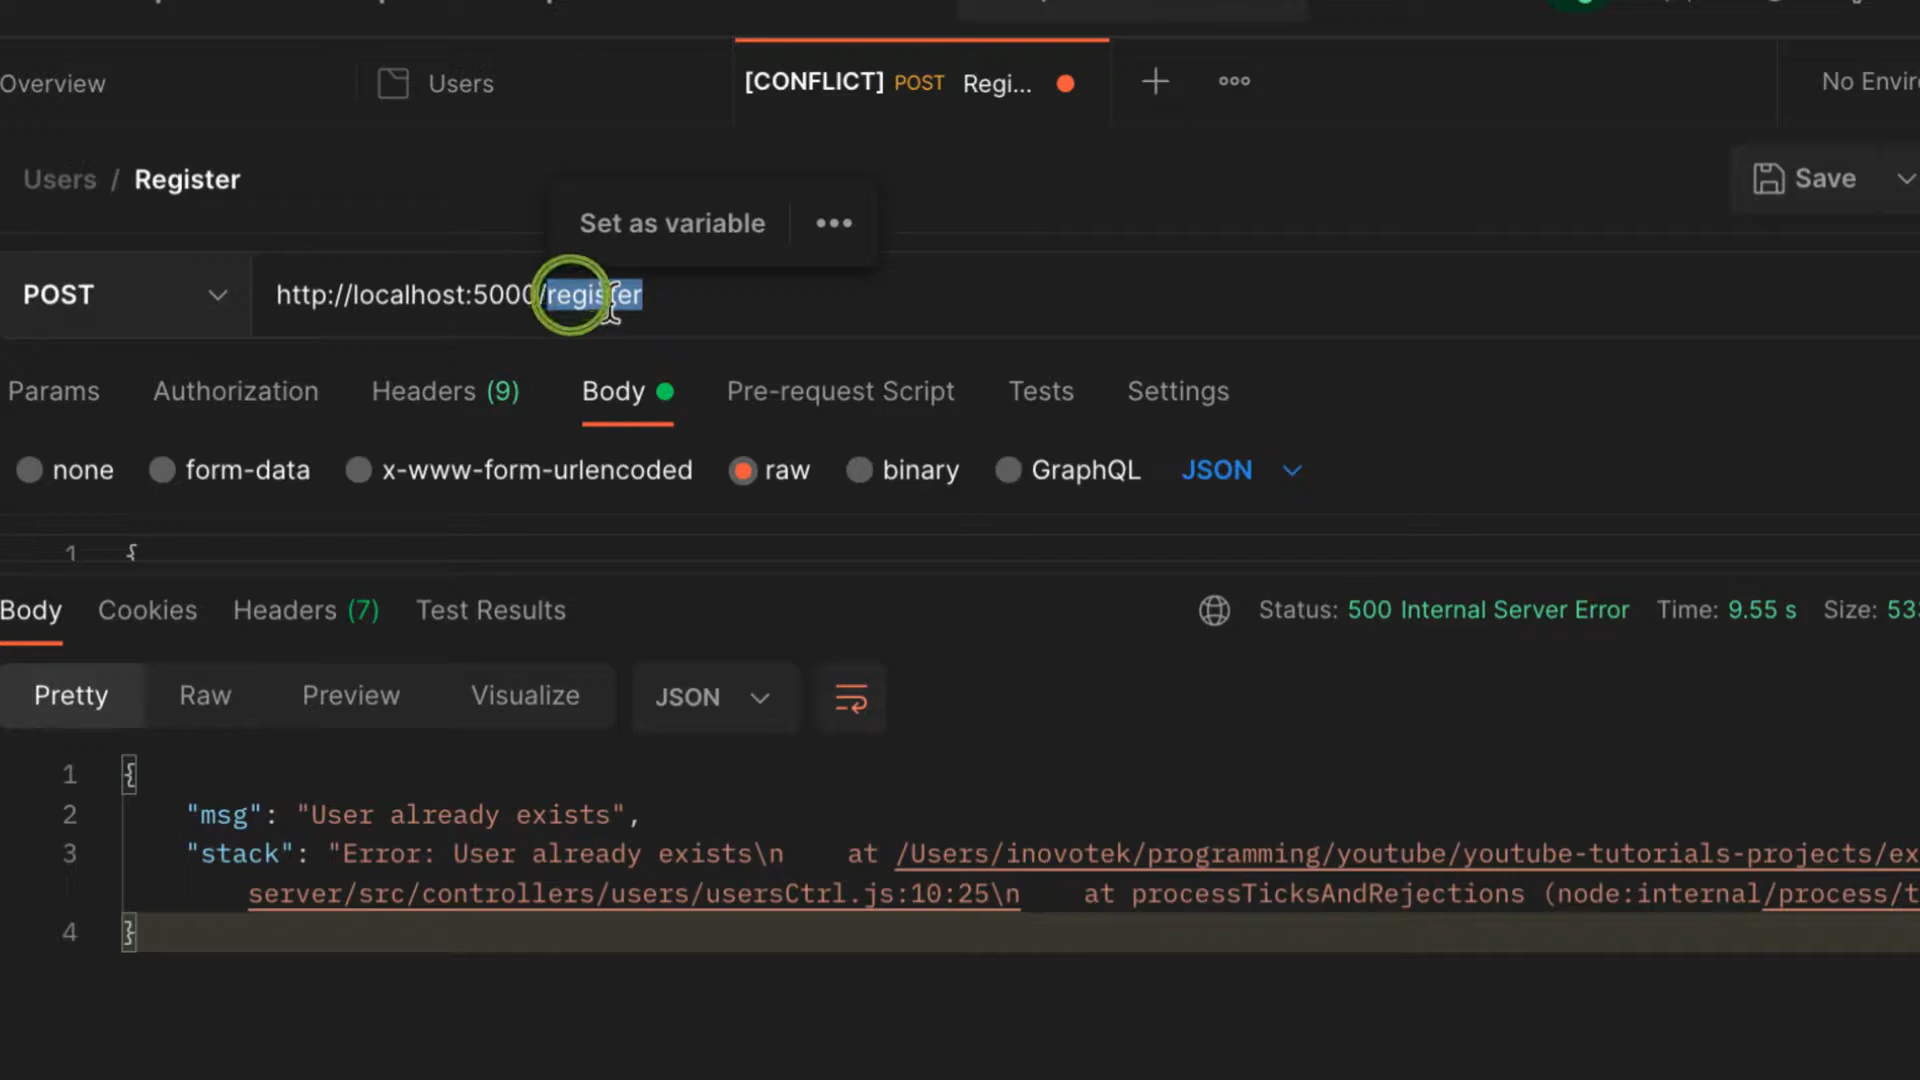 Overview Users [CONFLICT] POST Regi... No Enviro
Users / Register Save
Set as variable
POST http://localhost:5000/register
Params Authorization Headers (9) Body Pre-request Script Tests Settings
none form-data x-www-form-urlencoded raw binary GraphQL JSON
1 {
Body Cookies Headers (7) Test Results Status: 500 Internal Server Error Time: 9.55 s Size: 53
Pretty Raw Preview Visualize JSON
1 {
2 "msg": "User already exists",
3 "stack": "Error: User already exists\n    at /Users/inovotek/programming/youtube/youtube-tutorials-projects/ex
server/src/controllers/users/usersCtrl.js:10:25\n    at processTicksAndRejections (node:internal/process/t
4 }